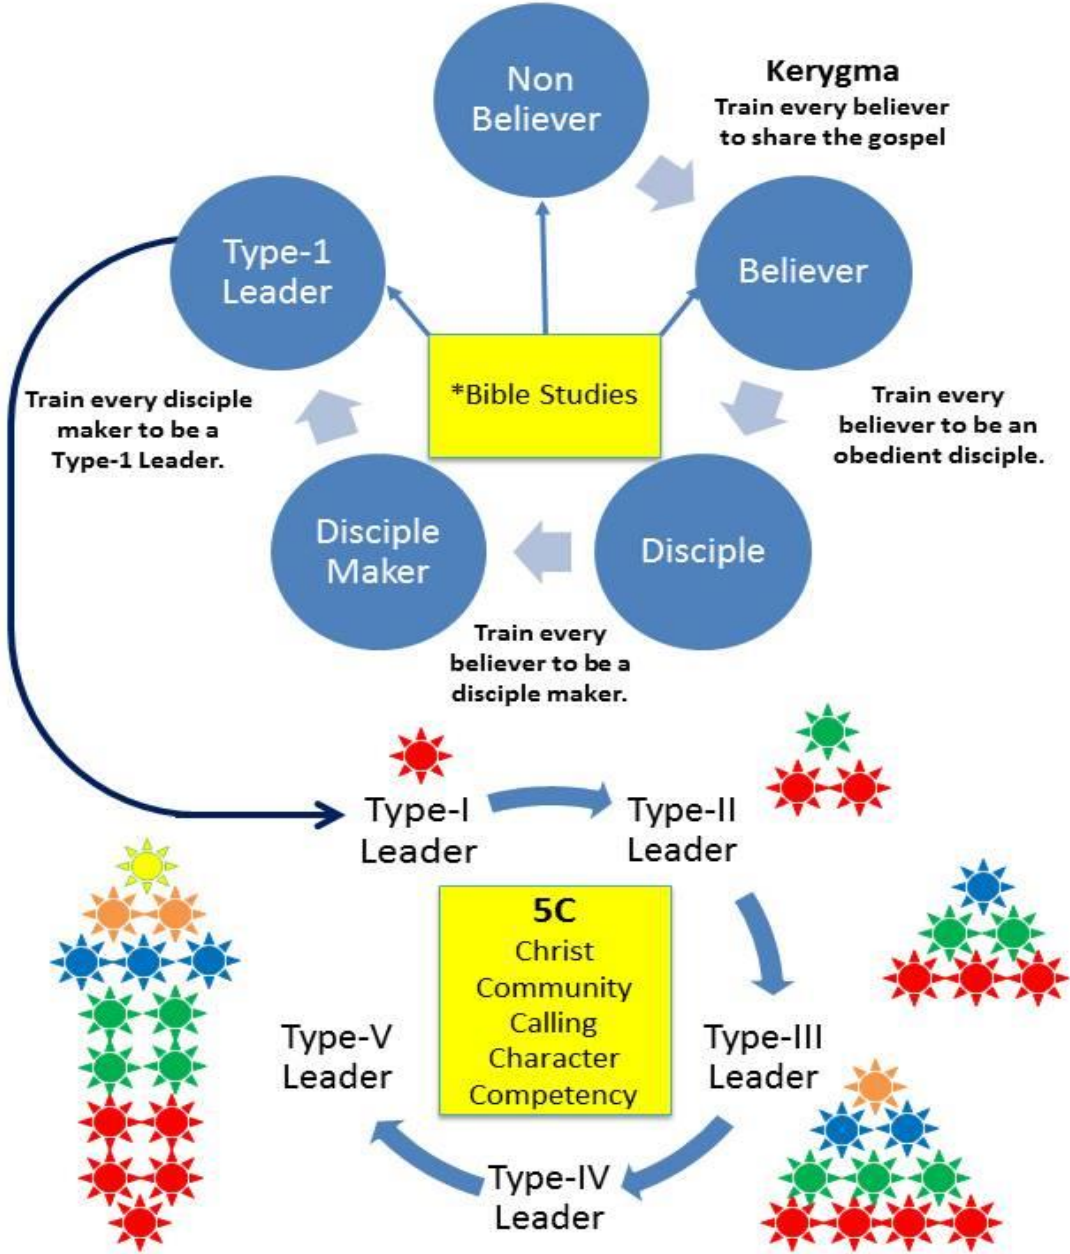 Non
Believer
Kerygma
Train every believer
to share the gospel
Type-1
Leader
Believer
*Bible Studies
Train every disciple
maker to be a
Type-1 Leader.
Train every
believer to be an
obedient disciple.
Disciple
Maker
Disciple
Train every
believer to be a
disciple maker.
Type-I
Leader
Type-II
Leader
5C
Christ
Community
Calling
Character
Competency
Type-V
Leader
Type-III
Leader
Type-IV
Leader